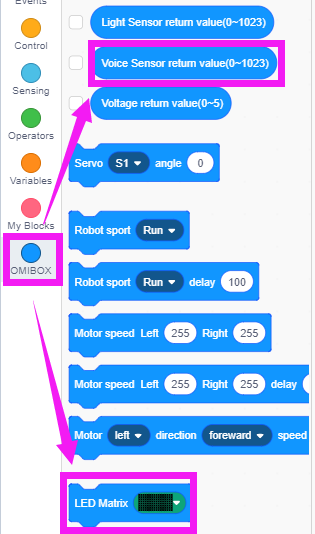 Events
Control
Sensing
Operators
Variables
My Blocks
OMIBOX
Light Sensor return value(0~1023)
Voice Sensor return value(0~1023)
Voltage return value(0~5)
Servo S1 angle 0
Robot sport Run
Robot sport Run delay 100
Motor speed Left 255 Right 255
Motor speed Left 255 Right 255 delay
Motor left direction foreward speed
LED Matrix